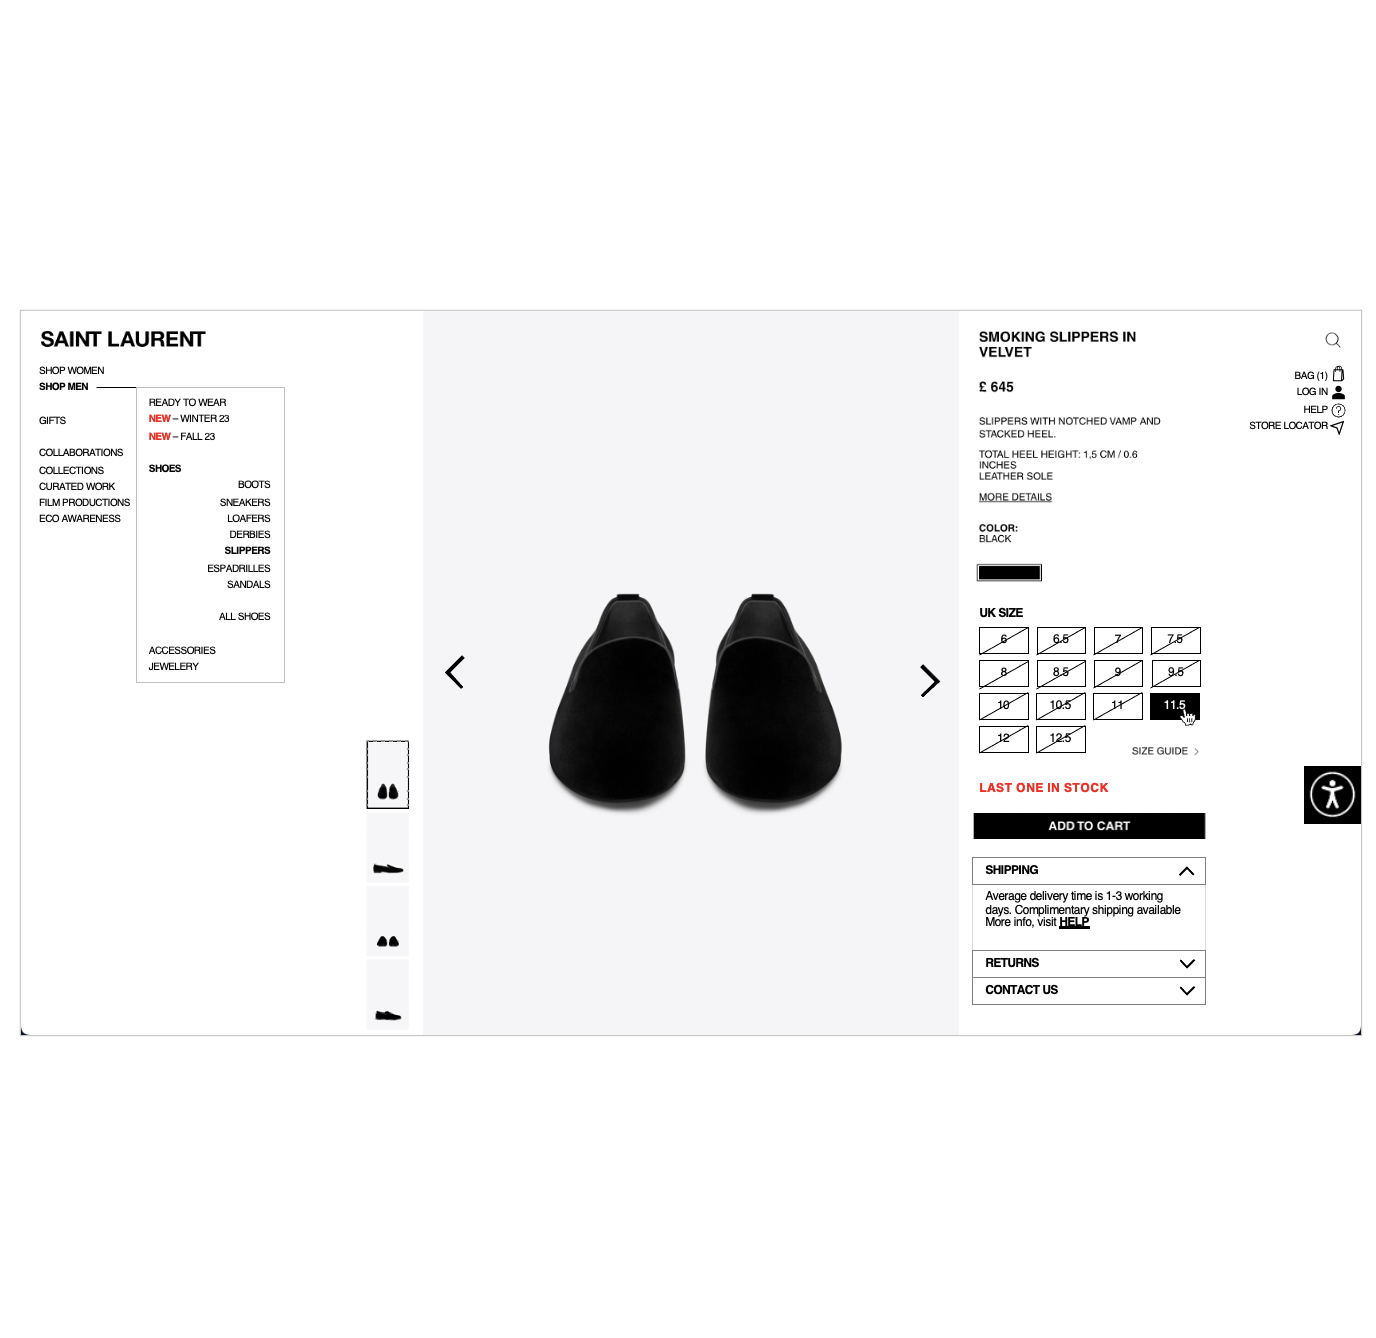 SAINT LAURENT
SHOP WOMEN
SHOP MEN
GIFTS
COLLABORATIONS
COLLECTIONS
CURATED WORK
FILM PRODUCTIONS
ECO AWARENESS
READY TO WEAR
NEW – WINTER 23
NEW – FALL 23
SHOES
BOOTS
SNEAKERS
LOAFERS
DERBIES
SLIPPERS
ESPADRILLES
SANDALS
ALL SHOES
ACCESSORIES
JEWELERY
SMOKING SLIPPERS IN
VELVET
£ 645
SLIPPERS WITH NOTCHED VAMP AND
STACKED HEEL.
TOTAL HEEL HEIGHT: 1,5 CM / 0.6
INCHES
LEATHER SOLE
MORE DETAILS
COLOR:
BLACK
UK SIZE
6 6.5 7 7.5
8 8.5 9 9.5
10 10.5 11 11.5
12 12.5
SIZE GUIDE >
LAST ONE IN STOCK
ADD TO CART
SHIPPING
Average delivery time is 1-3 working
days. Complimentary shipping available
More info, visit HELP
RETURNS
CONTACT US
BAG (1)
LOG IN
HELP ?
STORE LOCATOR